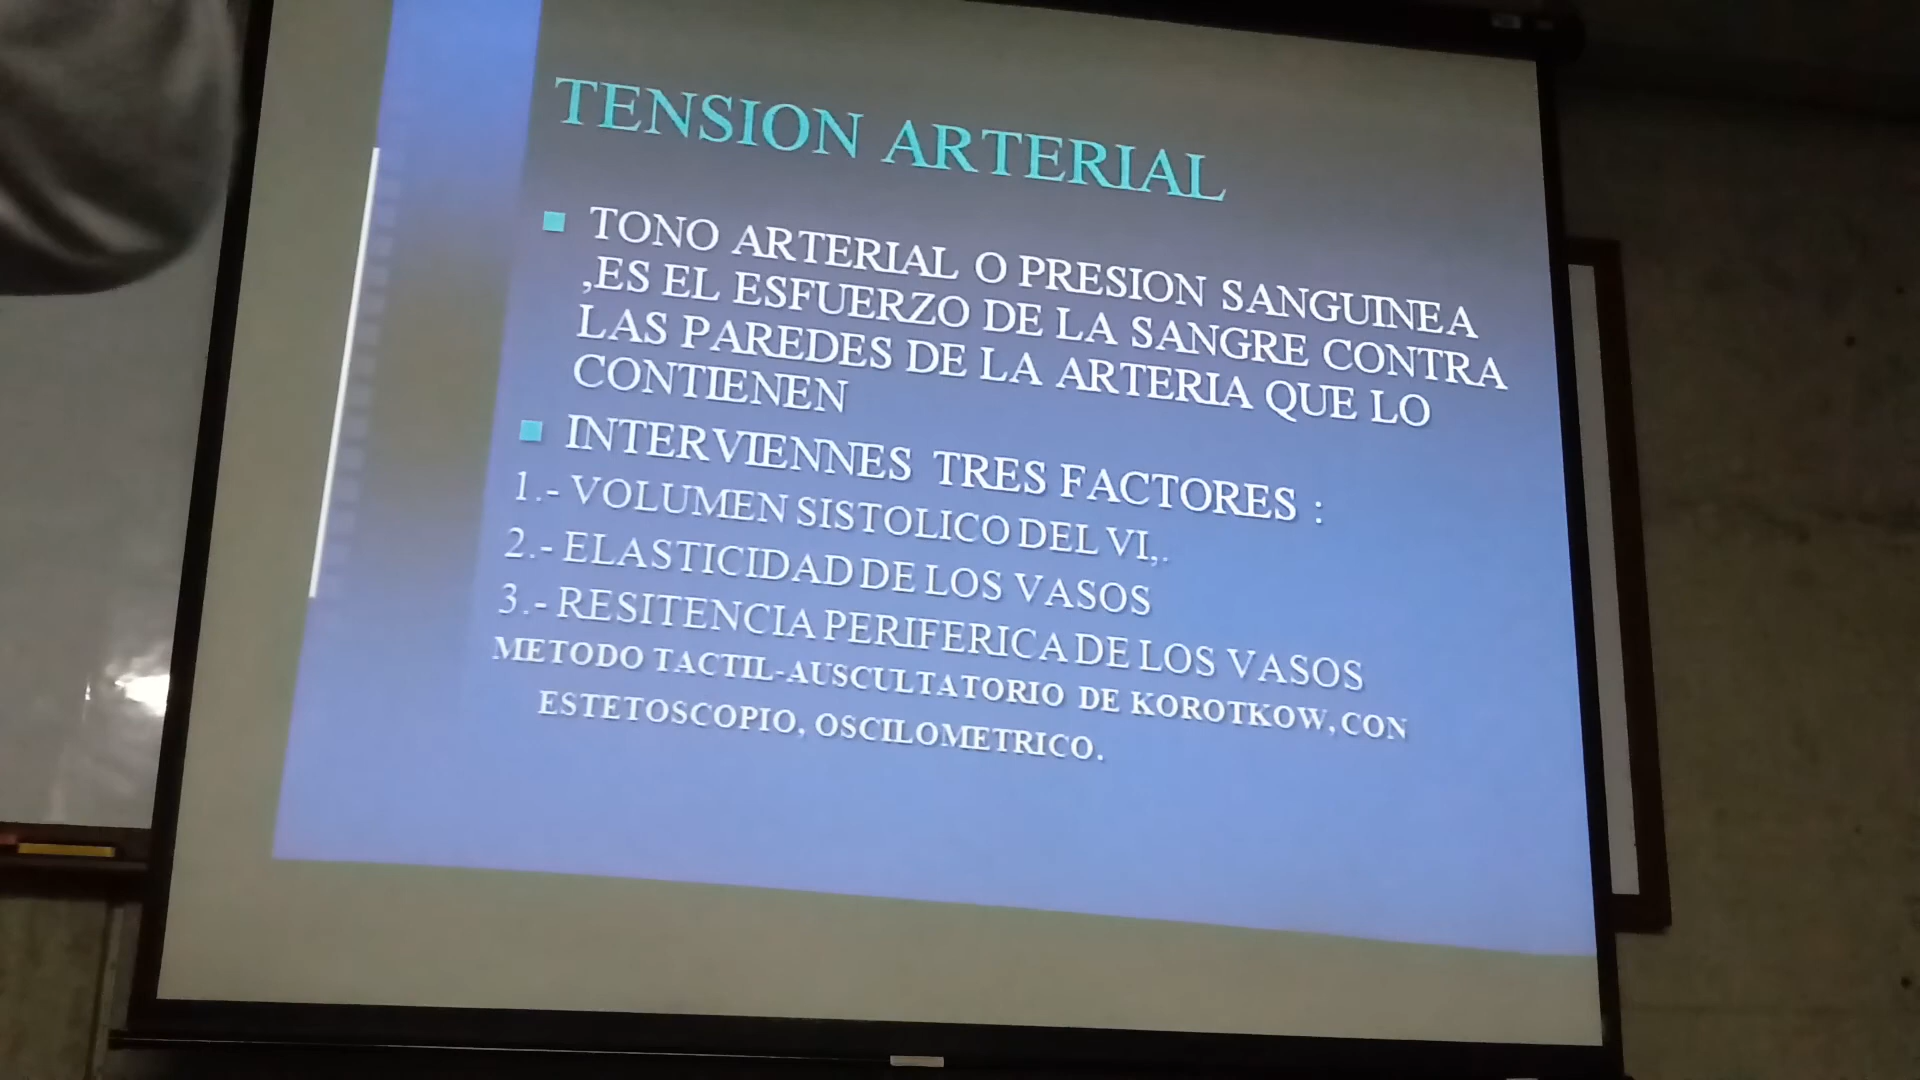 TENSION ARTERIAL
TONO ARTERIAL O PRESION SANGUINEA
,ES EL ESFUERZO DE LA SANGRE CONTRA
LAS PAREDES DE LA ARTERIA QUE LO
CONTIENEN
INTERVIENNES TRES FACTORES :
1.- VOLUMEN SISTOLICO DEL VI,.
2.- ELASTICIDAD DE LOS VASOS
3.- RESITENCIA PERIFERICA DE LOS VASOS
METODO TACTIL-AUSCULTATORIO DE KOROTKOW, CON
ESTETOSCOPIO, OSCILOMETRICO.